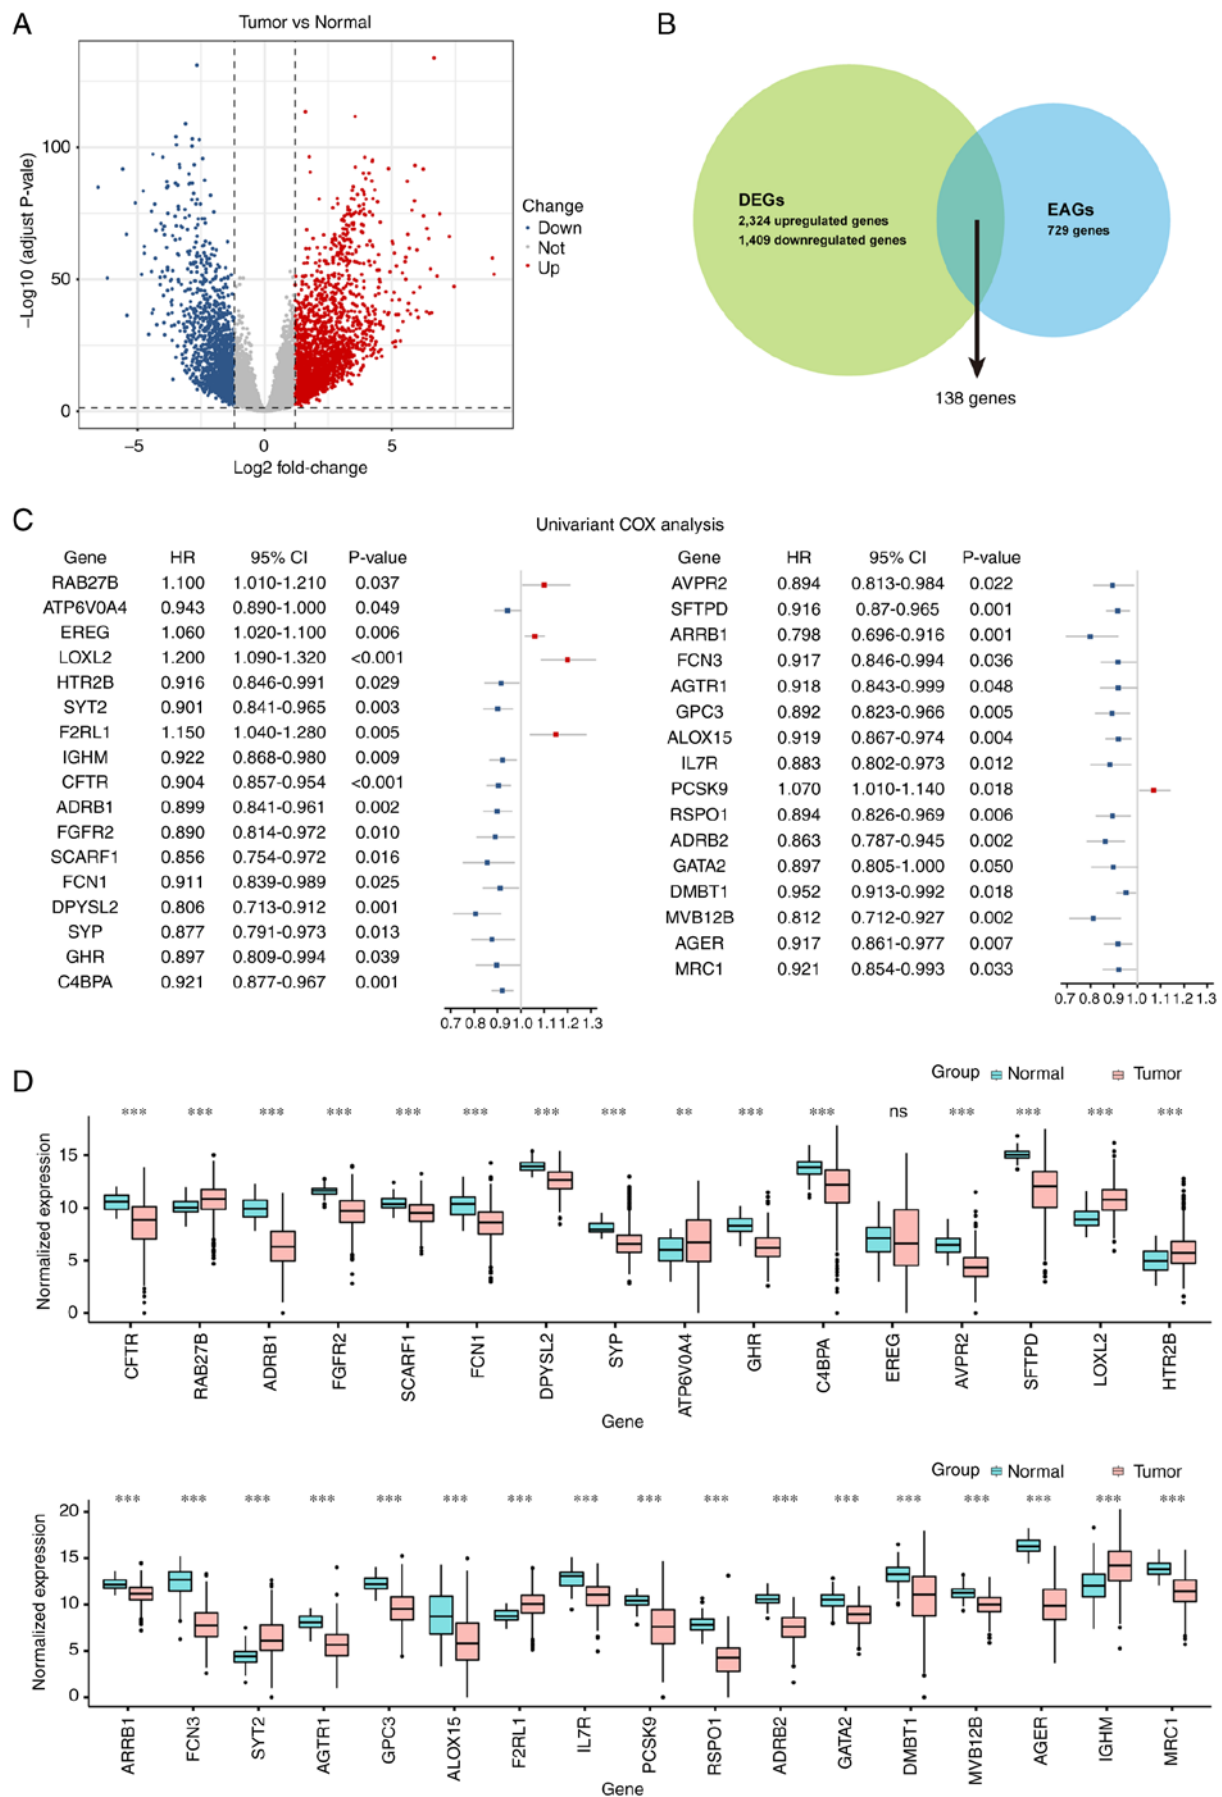 A
Tumor vs Normal
−Log10 (adjust P-vale)
100
50
0
−5
0
5
Log2 fold-change
Change
Down
Not
Up
B
DEGs
2,324 upregulated genes
1,409 downregulated genes
EAGs
729 genes
138 genes
C
Univariant COX analysis
Gene HR 95% CI P-value
RAB27B 1.100 1.010-1.210 0.037
ATP6V0A4 0.943 0.890-1.000 0.049
EREG 1.060 1.020-1.100 0.006
LOXL2 1.200 1.090-1.320 <0.001
HTR2B 0.916 0.846-0.991 0.029
SYT2 0.901 0.841-0.965 0.003
F2RL1 1.150 1.040-1.280 0.005
IGHM 0.922 0.868-0.980 0.009
CFTR 0.904 0.857-0.954 <0.001
ADRB1 0.899 0.841-0.961 0.002
FGFR2 0.890 0.814-0.972 0.010
SCARF1 0.856 0.754-0.972 0.016
FCN1 0.911 0.839-0.989 0.025
DPYSL2 0.806 0.713-0.912 0.001
SYP 0.877 0.791-0.973 0.013
GHR 0.897 0.809-0.994 0.039
C4BPA 0.921 0.877-0.967 0.001
0.7 0.8 0.9 1.0 1.1 1.2 1.3
Gene HR 95% CI P-value
AVPR2 0.894 0.813-0.984 0.022
SFTPD 0.916 0.87-0.965 0.001
ARRB1 0.798 0.696-0.916 0.001
FCN3 0.917 0.846-0.994 0.036
AGTR1 0.918 0.843-0.999 0.048
GPC3 0.892 0.823-0.966 0.005
ALOX15 0.919 0.867-0.974 0.004
IL7R 0.883 0.802-0.973 0.012
PCSK9 1.070 1.010-1.140 0.018
RSPO1 0.894 0.826-0.969 0.006
ADRB2 0.863 0.787-0.945 0.002
GATA2 0.897 0.805-1.000 0.050
DMBT1 0.952 0.913-0.992 0.018
MVB12B 0.812 0.712-0.927 0.002
AGER 0.917 0.861-0.977 0.007
MRC1 0.921 0.854-0.993 0.033
0.7 0.8 0.9 1.0 1.1 1.2 1.3
D
Group Normal Tumor
*** *** *** *** *** *** *** *** ** *** *** ns *** *** *** ***
Normalized expression
15
10
5
0
CFTR RAB27B ADRB1 FGFR2 SCARF1 FCN1 DPYSL2 SYP ATP6V0A4 GHR C4BPA EREG AVPR2 SFTPD LOXL2 HTR2B
Gene
Group Normal Tumor
*** *** *** *** *** *** *** *** *** *** *** *** *** *** *** *** ***
Normalized expression
20
15
10
5
0
ARRB1 FCN3 SYT2 AGTR1 GPC3 ALOX15 F2RL1 IL7R PCSK9 RSPO1 ADRB2 GATA2 DMBT1 MVB12B AGER IGHM MRC1
Gene